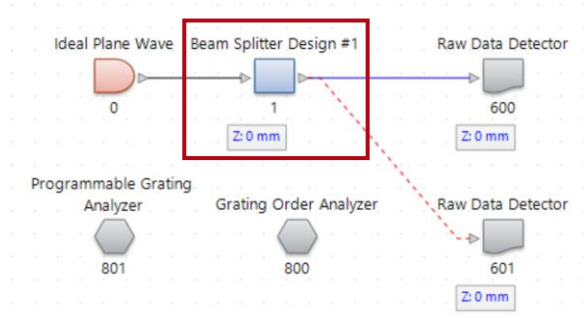 Ideal Plane Wave
Beam Splitter Design #1
Raw Data Detector
0
1
600
Z: 0 mm
Z: 0 mm
Programmable Grating
Analyzer
Grating Order Analyzer
Raw Data Detector
801
800
601
Z: 0 mm